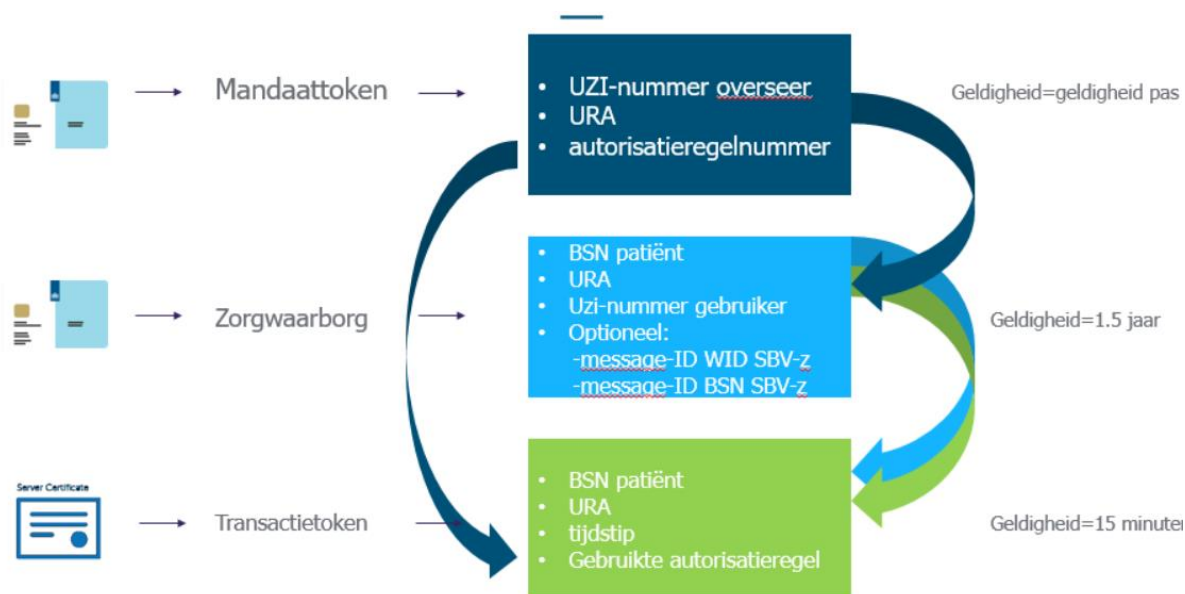 Mandaattoken
• UZI-nummer overseer
• URA
• autorisatieregelnummer
Geldigheid=geldigheid pas
Zorgwaarborg
• BSN patiënt
• URA
• Uzi-nummer gebruiker
• Optioneel:
-message-ID WID SBV-z
-message-ID BSN SBV-z
Geldigheid=1.5 jaar
Server Certificate
Transactietoken
• BSN patiënt
• URA
• tijdstip
• Gebruikte autorisatieregel
Geldigheid=15 minuten